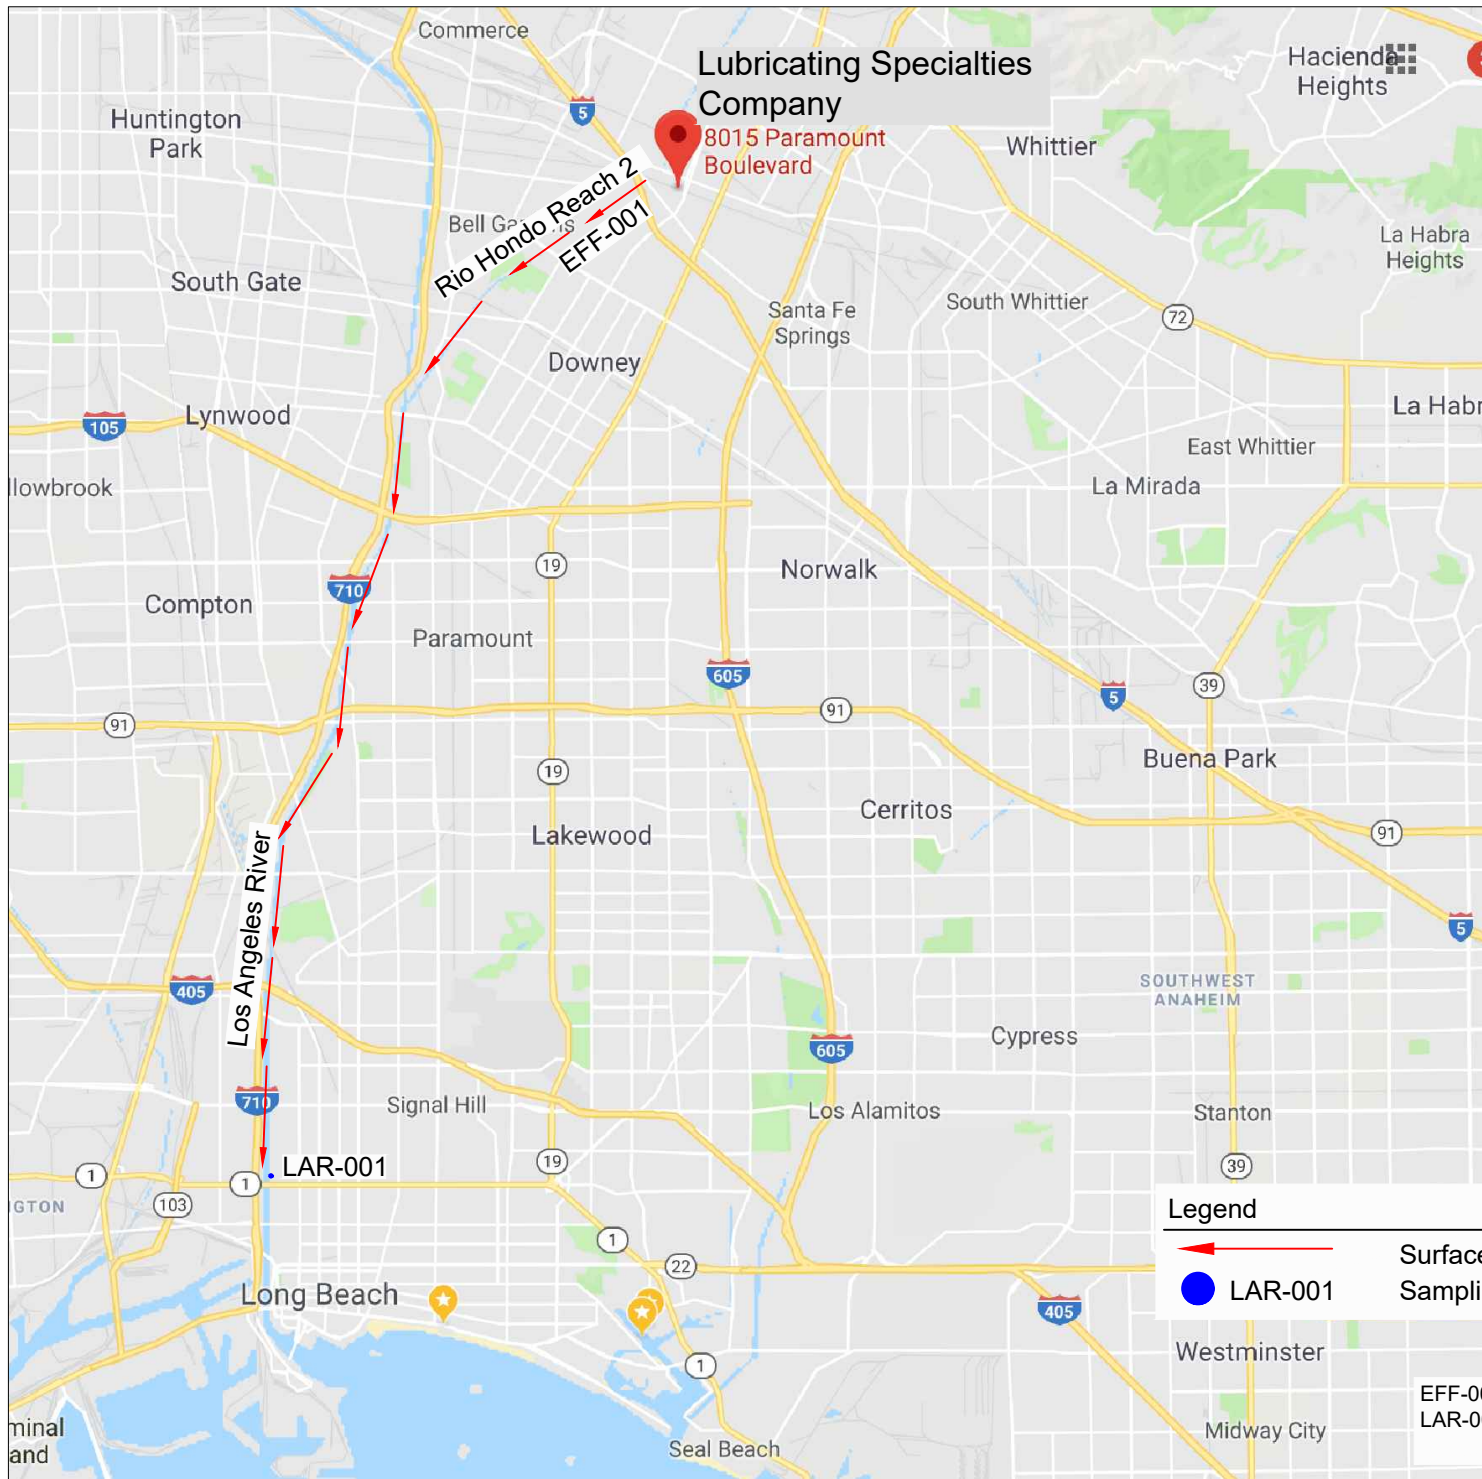 Commerce
Lubricating Specialties
Company
Hacienda
Heights
5
Huntington
Park
8015 Paramount
Boulevard
Whittier
Rio Hondo Reach 2
EFF-001
La Habra
Heights
South Gate
Santa Fe
Springs
South Whittier
72
Downey
Lynwood
105
La Habr
East Whittier
llowbrook
La Mirada
19
Norwalk
710
Compton
Paramount
605
39
5
91
91
19
Buena Park
Cerritos
Lakewood
91
Los Angeles River
5
405
SOUTHWEST
ANAHEIM
Cypress
605
710
Signal Hill
Los Alamitos
Stanton
LAR-001
19
39
1
1
103
GTON
Legend
1
22
Surface
LAR-001
Sampli
Long Beach
405
Westminster
1
EFF-00
LAR-0
minal
and
Midway City
Seal Beach